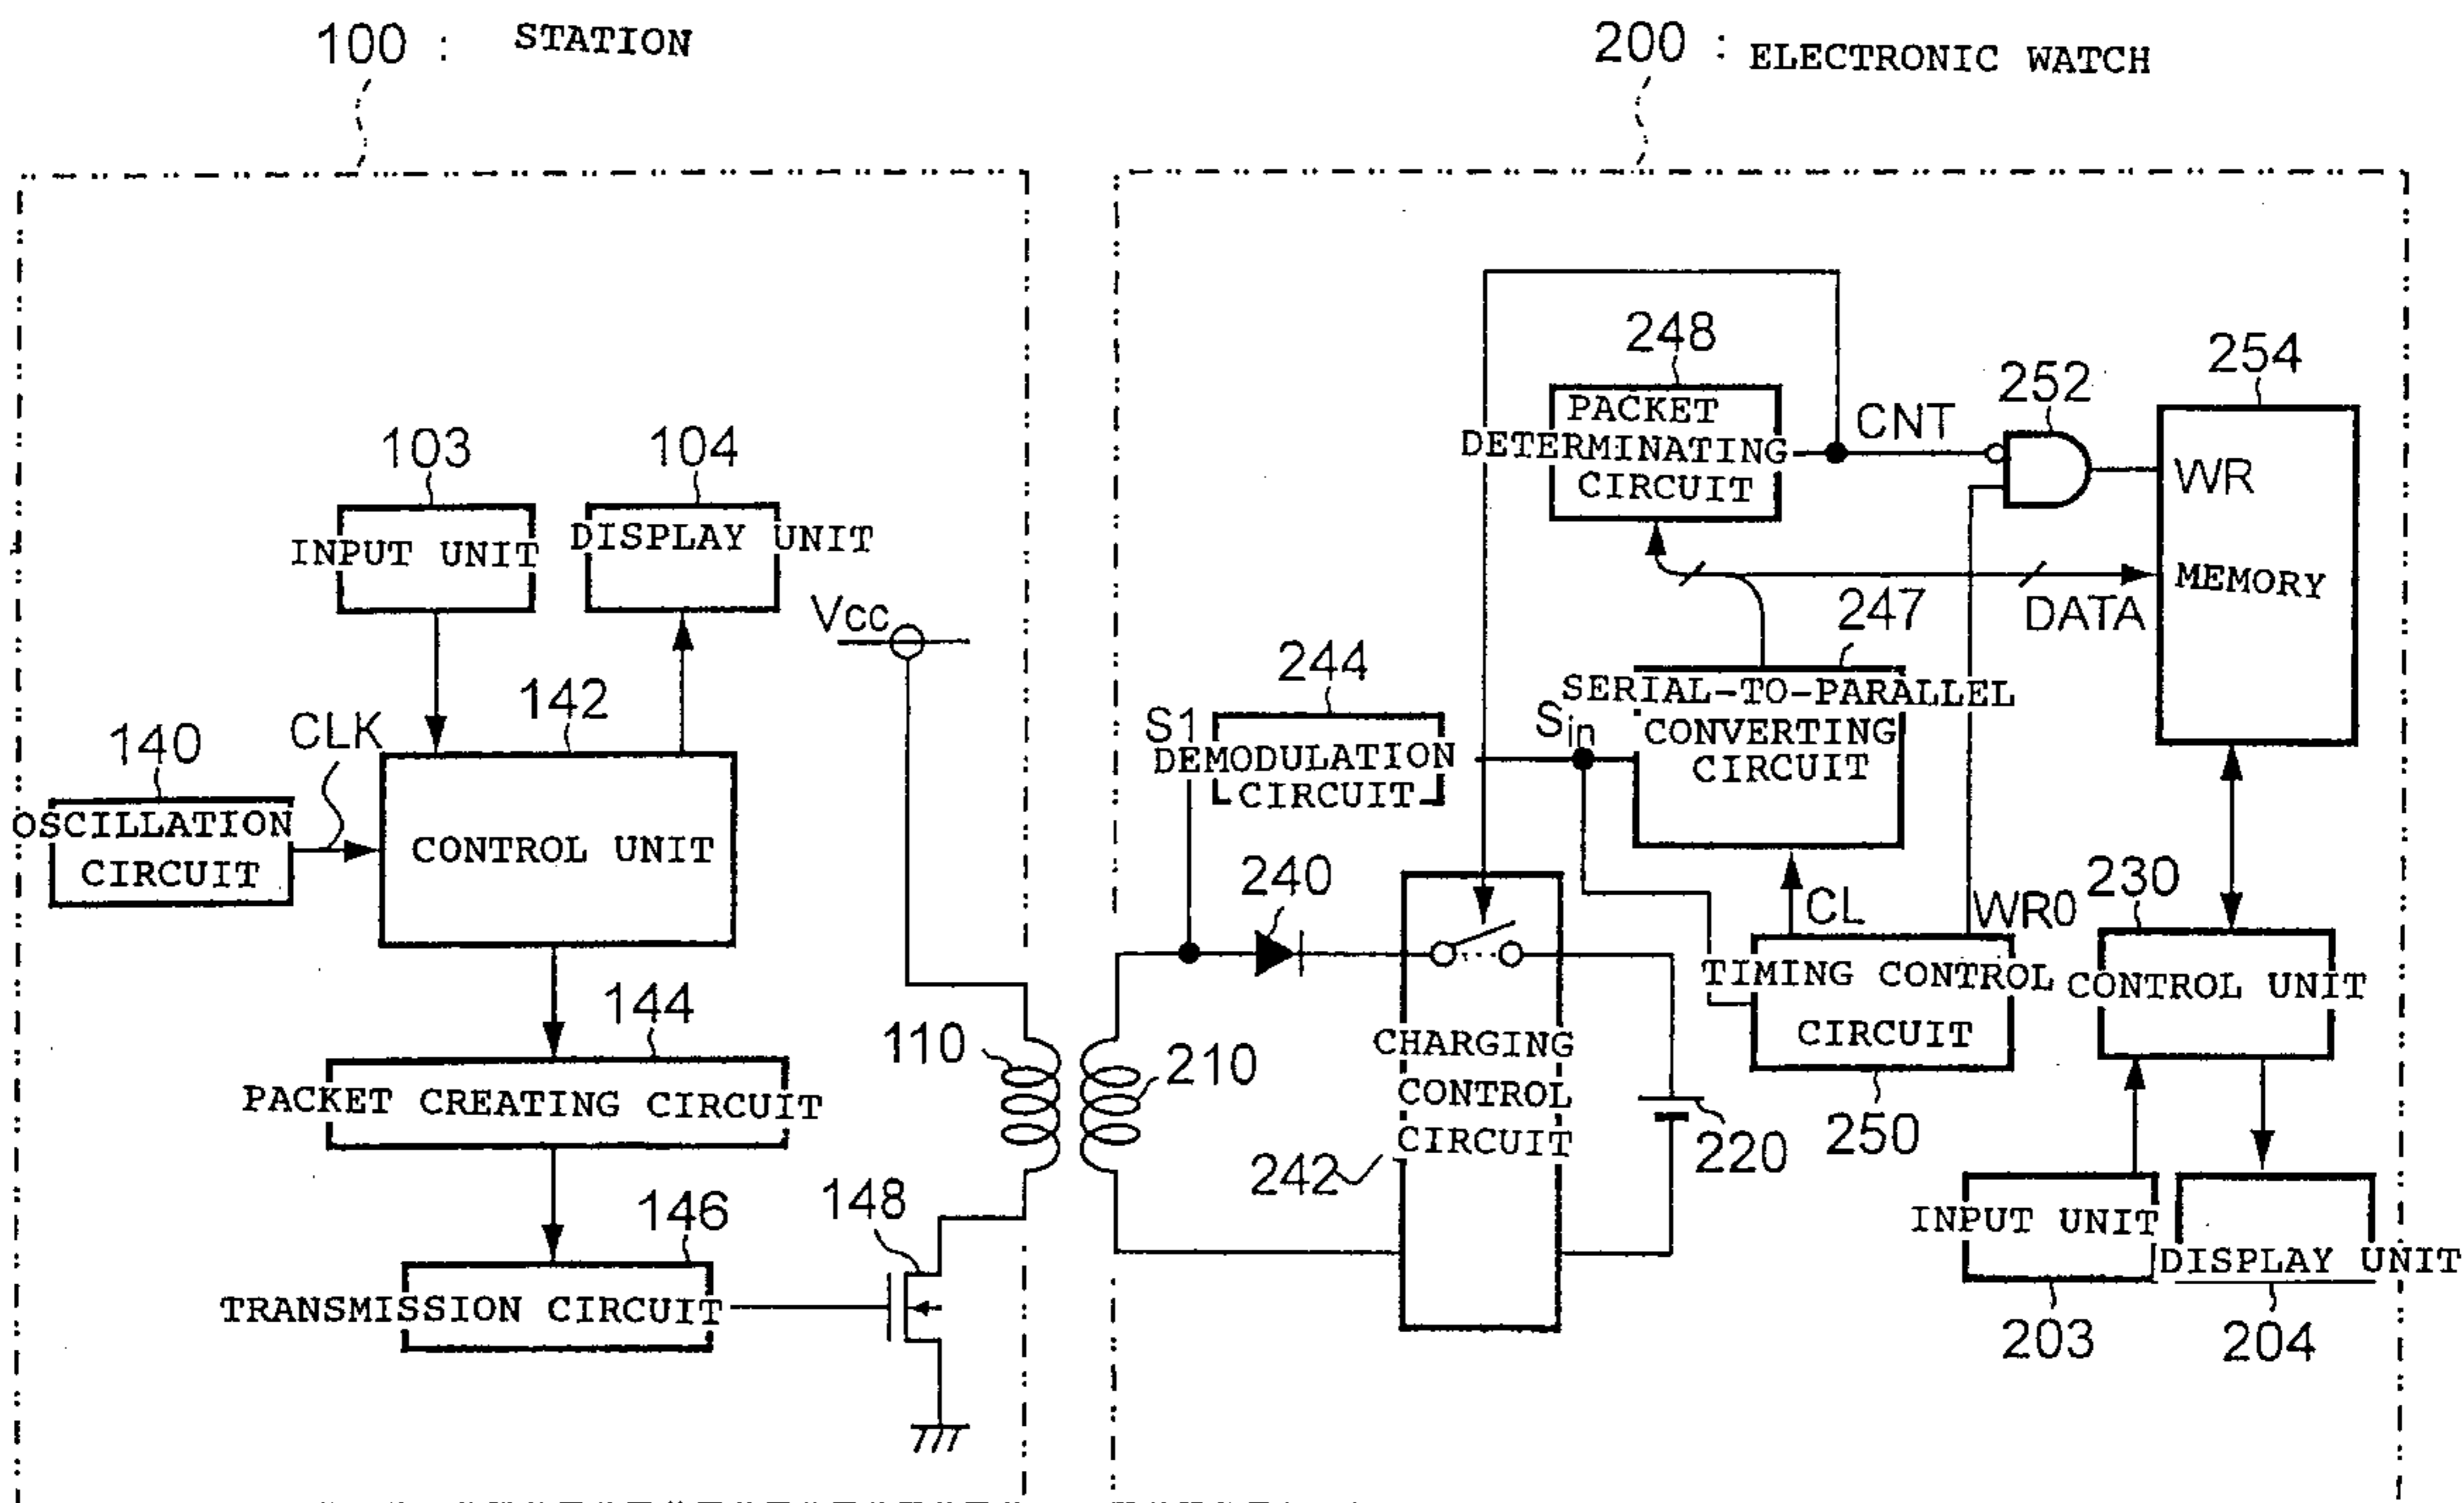 100 : STATION
200 : ELECTRONIC WATCH
103
INPUT UNIT
104
DISPLAY UNIT
Vcc
140
OSCILLATION
CIRCUIT
CLK
142
CONTROL UNIT
144
PACKET CREATING CIRCUIT
146
TRANSMISSION CIRCUIT
148
110
210
248
PACKET
DETERMINATING
CIRCUIT
CNT
252
254
WR
MEMORY
DATA
247
SERIAL-TO-PARALLEL
CONVERTING
CIRCUIT
244
S1
DEMODULATION
CIRCUIT
Sin
240
CL
WR0
230
CONTROL UNIT
TIMING CONTROL
CIRCUIT
250
CHARGING
CONTROL
CIRCUIT
242
220
INPUT UNIT
203
DISPLAY UNIT
204